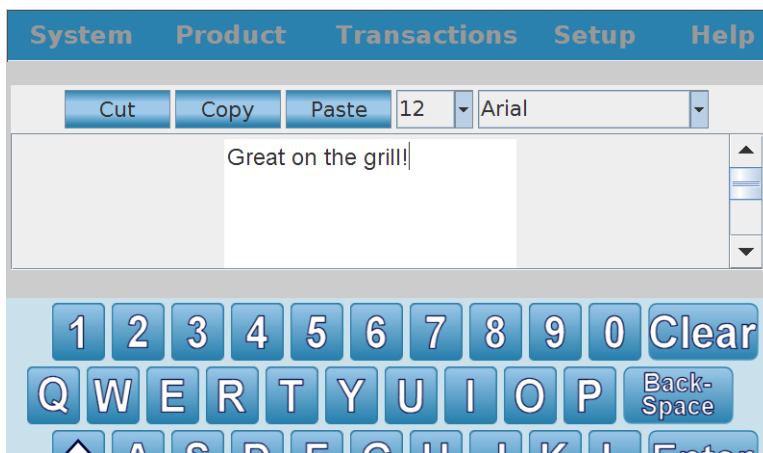 System Product Transactions Setup Help
Cut Copy Paste 12 Arial
Great on the grill!
1 2 3 4 5 6 7 8 9 0 Clear
Q W E R T Y U I O P Back-
Space
A S D F G H J K L Enter